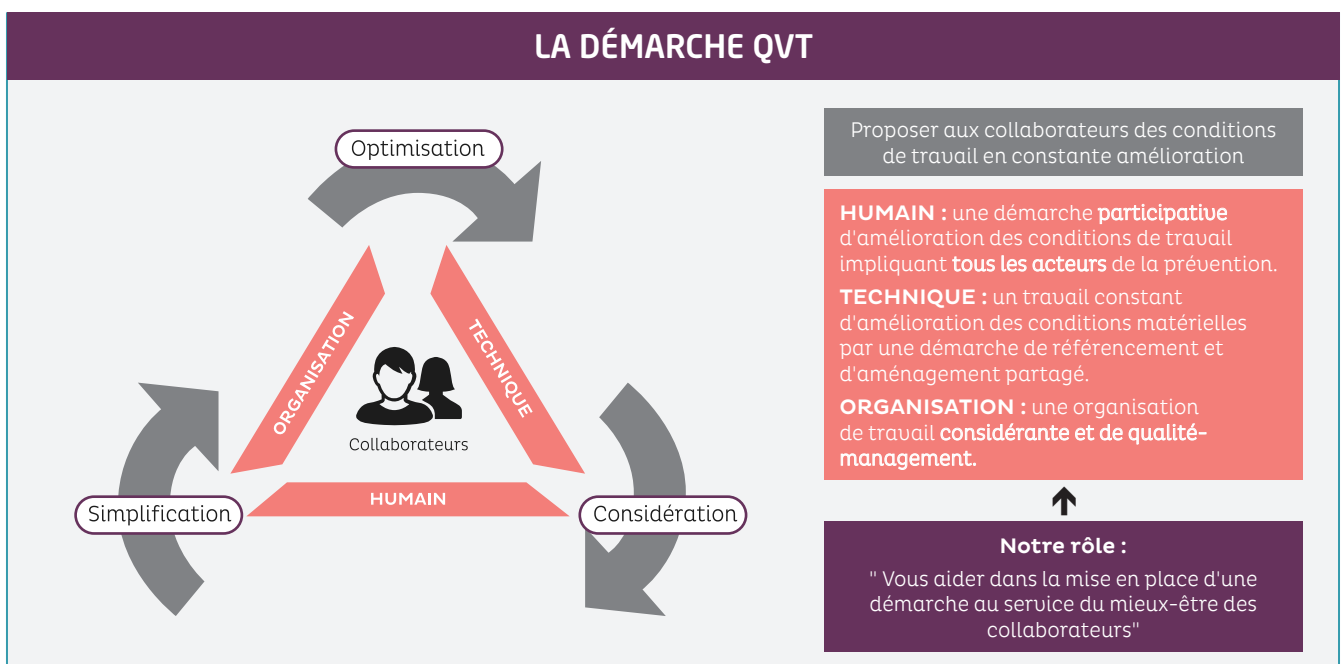 LA DÉMARCHE QVT
Optimisation
ORGANISATION
TECHNIQUE
Collaborateurs
HUMAIN
Simplification
Considération
Proposer aux collaborateurs des conditions
de travail en constante amélioration
HUMAIN : une démarche participative
d'amélioration des conditions de travail
impliquant tous les acteurs de la prévention.
TECHNIQUE : un travail constant
d'amélioration des conditions matérielles
par une démarche de référencement et
d'aménagement partagé.
ORGANISATION : une organisation
de travail considérante et de qualité-
management.
Notre rôle :
" Vous aider dans la mise en place d'une
démarche au service du mieux-être des
collaborateurs"